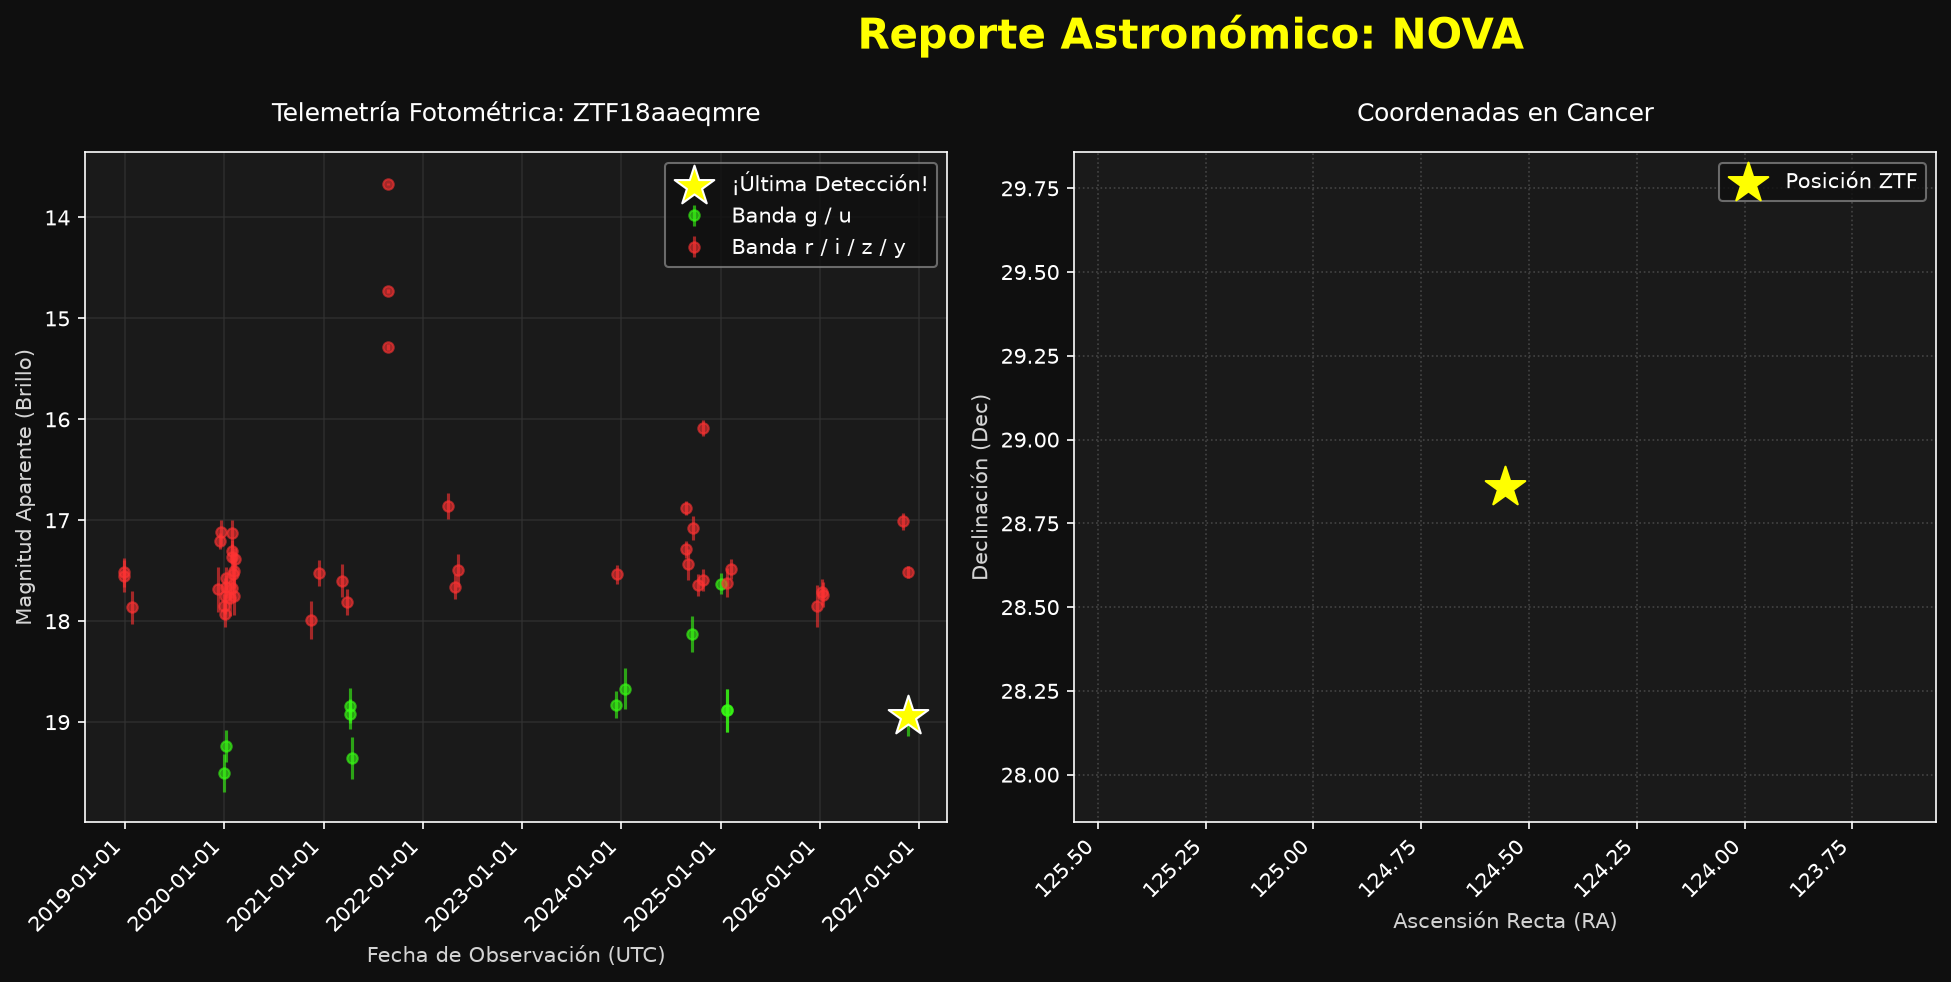 Reporte Astronómico: NOVA
Telemetría Fotométrica: ZTF18aaeqmre
¡Última Detección!
Banda g / u
Banda r / i / z / y
Magnitud Aparente (Brillo)
14
15
16
17
18
19
2019-01-01
2020-01-01
2021-01-01
2022-01-01
2023-01-01
2024-01-01
2025-01-01
2026-01-01
2027-01-01
Fecha de Observación (UTC)
Coordenadas en Cancer
Posición ZTF
Declinación (Dec)
29.75
29.50
29.25
29.00
28.75
28.50
28.25
28.00
125.50
125.25
125.00
124.75
124.50
124.25
124.00
123.75
Ascensión Recta (RA)